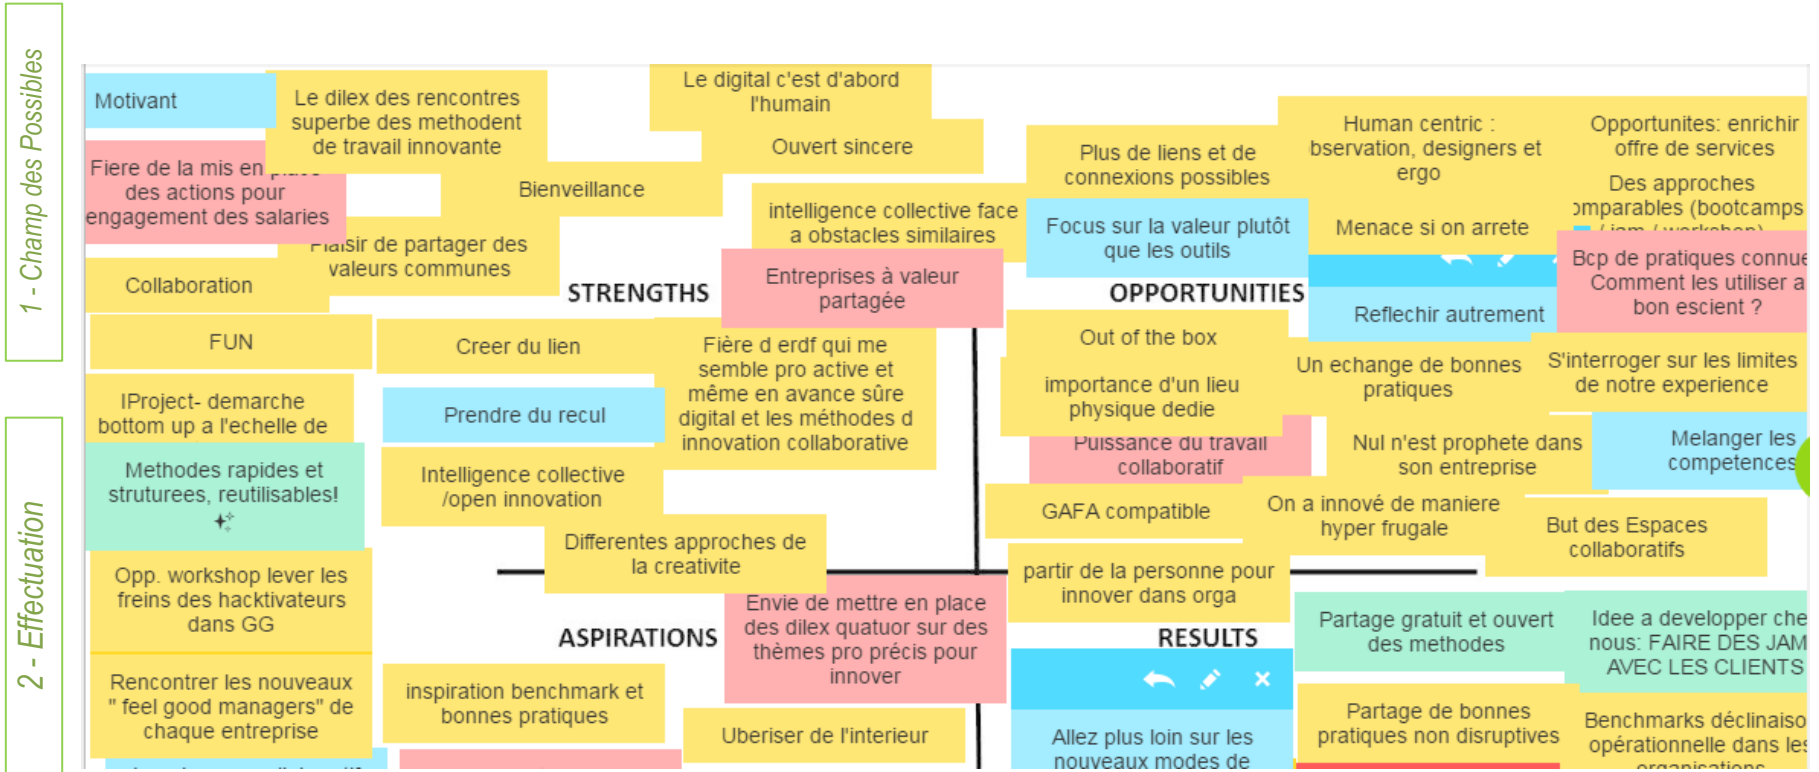 1 - Champ des Possibles
2 - Effectuation
Motivant
Le dilex des rencontres
superbe des methodent
de travail innovante
Fiere de la mis en
des actions pour
engagement des salaries
Bienveillance
Plaisir de partager des
valeurs communes
Collaboration
Le digital c'est d'abord
l'humain
Ouvert sincere
intelligence collective face
a obstacles similaires
STRENGTHS
Entreprises à valeur
partagée
FUN
Creer du lien
Fière d erdf qui me
semble pro active et
même en avance sûre
digital et les méthodes d
innovation collaborative
IProject- demarche
bottom up a l'echelle de
Prendre du recul
Methodes rapides et
struturees, reutilisables!
Intelligence collective
/open innovation
Differentes approches de
la creativite
Plus de liens et de
connexions possibles
Human centric :
bservation, designers et
ergo
Menace si on arrete
Opportunites: enrichir
offre de services
Des approches
omparables (bootcamps
/ jam / workshop)
Focus sur la valeur plutôt
que les outils
OPPORTUNITIES
Reflechir autrement
Bcp de pratiques connue
Comment les utiliser a
bon escient ?
Out of the box
importance d'un lieu
physique dedie
Un echange de bonnes
pratiques
S'interroger sur les limites
de notre experience
Puissance du travail
collaboratif
Nul n'est prophete dans
son entreprise
Melanger les
competences
GAFA compatible
On a innové de maniere
hyper frugale
But des Espaces
collaboratifs
partir de la personne pour
innover dans orga
Opp. workshop lever les
freins des hacktivateurs
dans GG
ASPIRATIONS
Envie de mettre en place
des dilex quatuor sur des
thèmes pro précis pour
innover
Rencontrer les nouveaux
" feel good managers" de
chaque entreprise
inspiration benchmark et
bonnes pratiques
Uberiser de l'interieur
RESULTS
Partage gratuit et ouvert
des methodes
Idee a developper che
nous: FAIRE DES JAM
AVEC LES CLIENTS
Allez plus loin sur les
nouveaux modes de
Partage de bonnes
pratiques non disruptives
Benchmarks déclinaiso
opérationnelle dans les
organisations